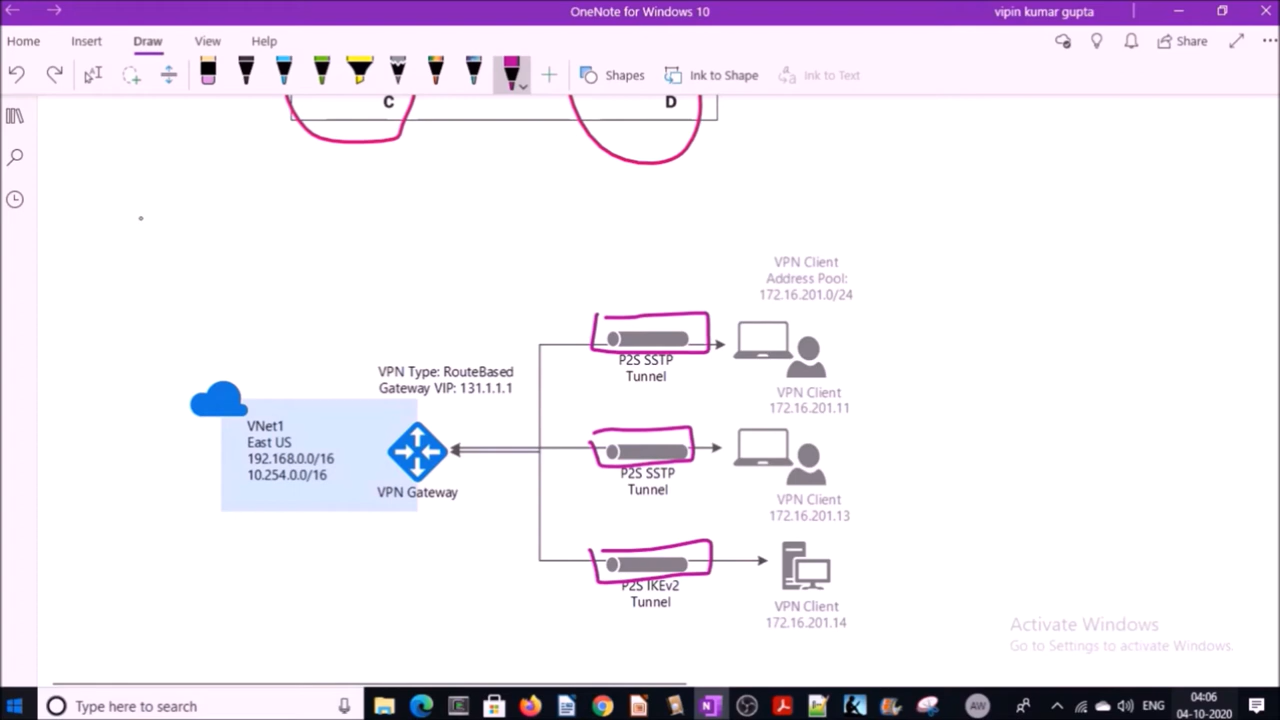 OneNote for Windows 10
vipin kumar gupta
Home
Insert
Draw
View
Help
Share
Shapes
Ink to Shape
Ink to Text
C
D
VPN Client
Address Pool:
172.16.201.0/24
P2S SSTP
Tunnel
VPN Type: RouteBased
Gateway VIP: 131.1.1.1
VPN Client
172.16.201.11
VNet1
East US
192.168.0.0/16
10.254.0.0/16
VPN Gateway
P2S SSTP
Tunnel
VPN Client
172.16.201.13
P2S IKEv2
Tunnel
VPN Client
172.16.201.14
Activate Windows
Go to Settings to activate Windows.
Type here to search
AW
ENG
04:06
04-10-2020